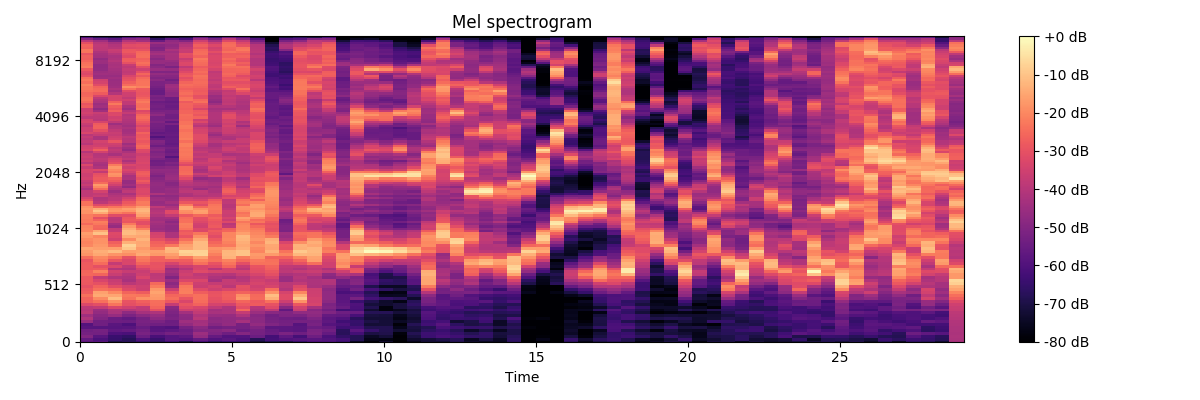 Mel spectrogram
Hz
8192
4096
2048
1024
512
0
0 5 10 15 20 25
Time
+0 dB
-10 dB
-20 dB
-30 dB
-40 dB
-50 dB
-60 dB
-70 dB
-80 dB